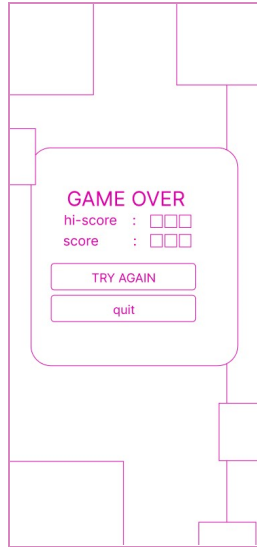 GAME OVER
hi-score : □□□
score : □□□
TRY AGAIN
quit